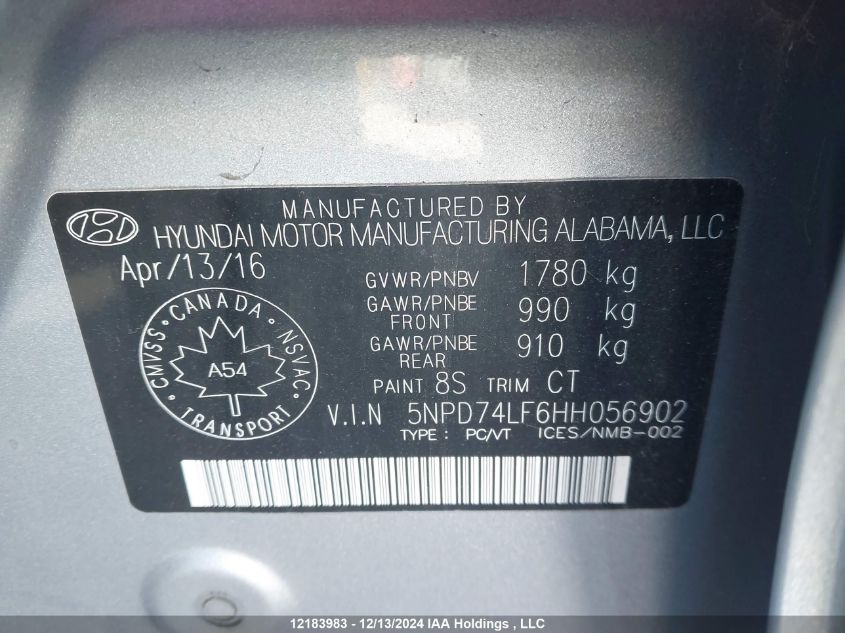 MANUFACTURED BY
HYUNDAI MOTOR MANUFACTURING ALABAMA, LLC
Apr/13/16
GVWR/PNBV 1780 kg
GAWR/PNBE FRONT 990 kg
GAWR/PNBE REAR 910 kg
PAINT 8S TRIM CT
CANADA
CMVSS NSVAC
A54
TRANSPORT
V.I.N 5NPD74LF6HH056902
TYPE : PC/VT ICES/NMB-002
12183983 - 12/13/2024 IAA Holdings , LLC